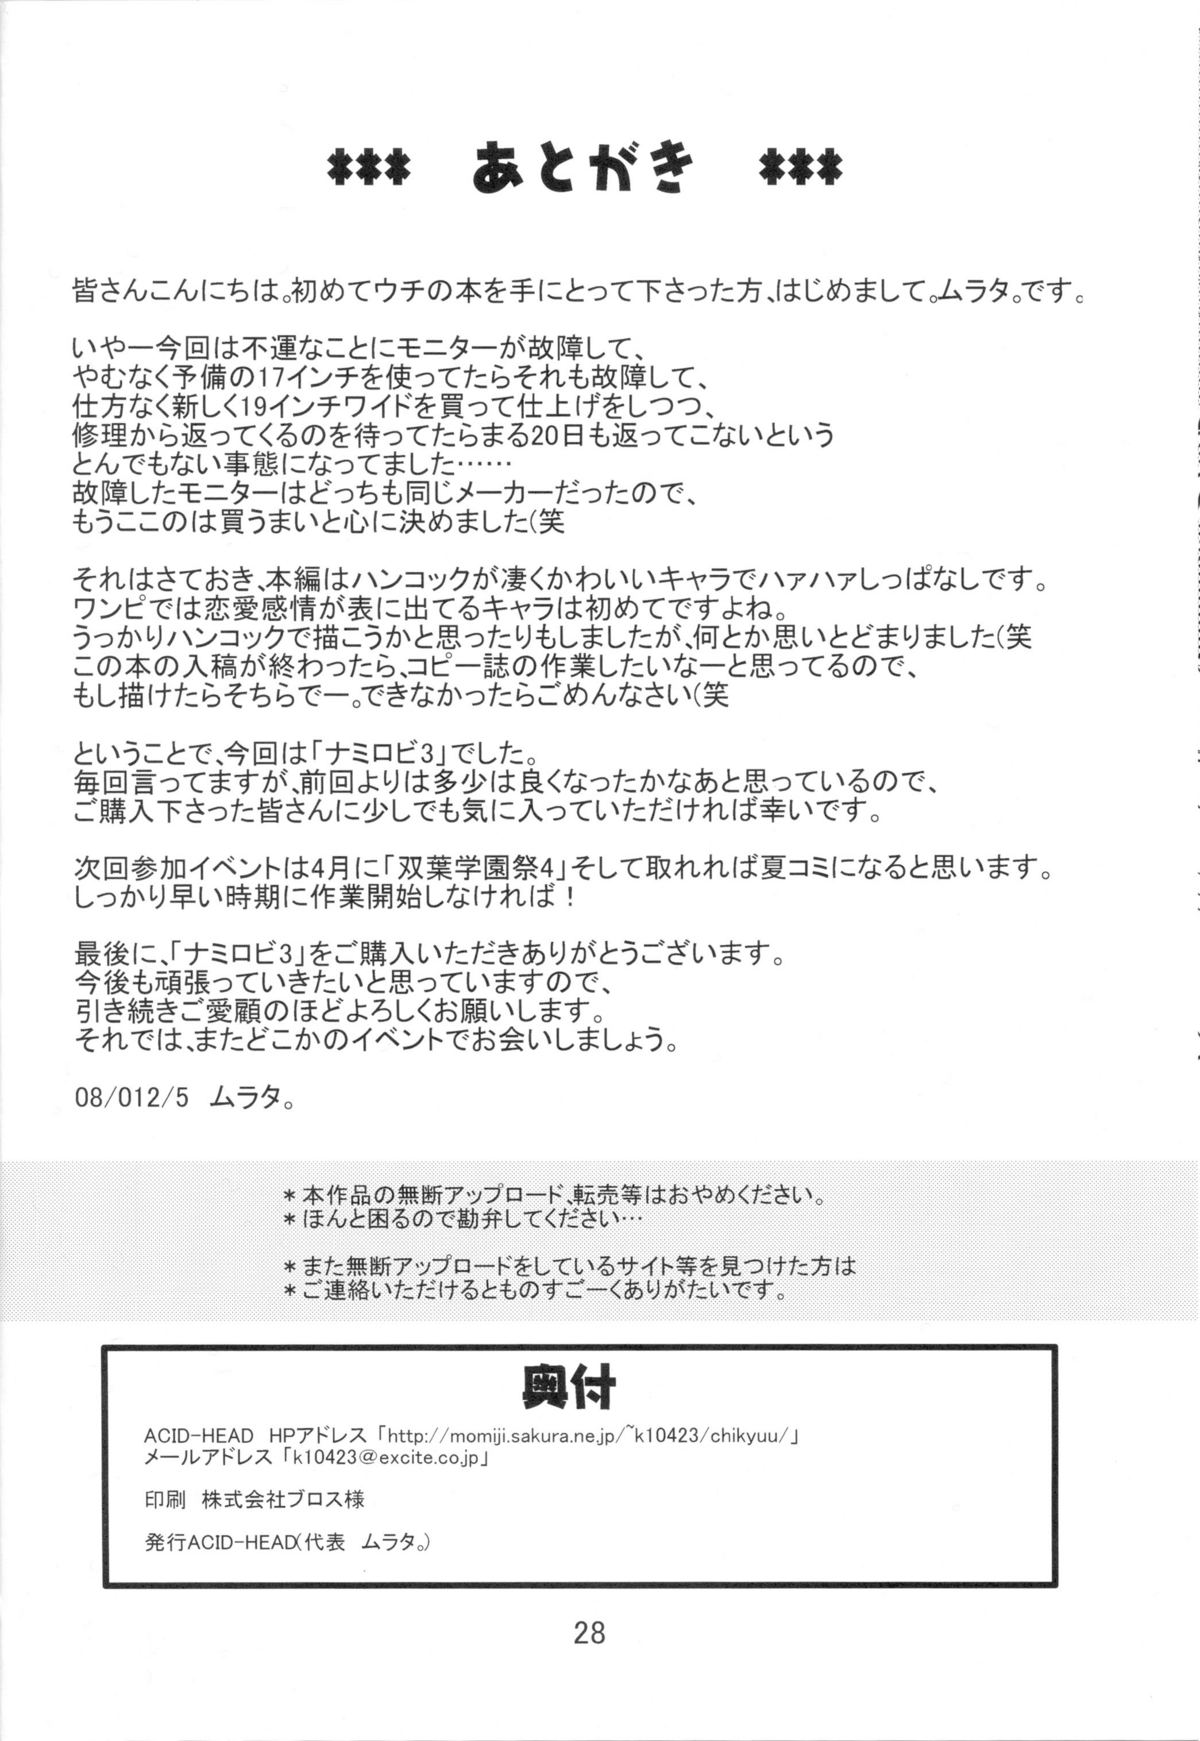 *** あとがき ***
皆さんこんにちは。初めてウチの本を手にとって下さった方、はじめまして。ムラタ。です。
いやー今回は不運なことにモニターが故障して、
やむなく予備の17インチを使ってたらそれも故障して、
仕方なく新しく19インチワイドを買って仕上げをしつつ、
修理から返ってくるのを待ってたらまる20日も返ってこないという
とんでもない事態になってました……
故障したモニターはどっちも同じメーカーだったので、
もうここのは買うまいと心に決めました(笑
それはさておき、本編はハンコックが凄くかわいいキャラでハァハァしっぱなしです。
ワンピでは恋愛感情が表に出てるキャラは初めてですよね。
うっかりハンコックで描こうかと思ったりもしましたが、何とか思いとどまりました(笑
この本の入稿が終わったら、コピー誌の作業したいなーと思ってるので、
もし描けたらそちらでー。できなかったらごめんなさい(笑
ということで、今回は「ナミロビ3」でした。
毎回言ってますが、前回よりは多少は良くなったかなあと思っているので、
ご購入下さった皆さんに少しでも気に入っていただければ幸いです。
次回参加イベントは4月に「双葉学園祭4」そして取れれば夏コミになると思います。
しっかり早い時期に作業開始しなければ！
最後に、「ナミロビ3」をご購入いただきありがとうございます。
今後も頑張っていきたいと思っていますので、
引き続きご愛顧のほどよろしくお願いします。
それでは、またどこかのイベントでお会いしましょう。
08/012/5 ムラタ。
*本作品の無断アップロード、転売等はおやめください。
*ほんと困るので勘弁してください…
*また無断アップロードをしているサイト等を見つけた方は
*ご連絡いただけるとものすごーくありがたいです。
奥付
ACID-HEAD HPアドレス「http://momiji.sakura.ne.jp/~k10423/chikyuu/」
メールアドレス「k10423@excite.co.jp」
印刷 株式会社ブロス様
発行ACID-HEAD(代表 ムラタ。)
28